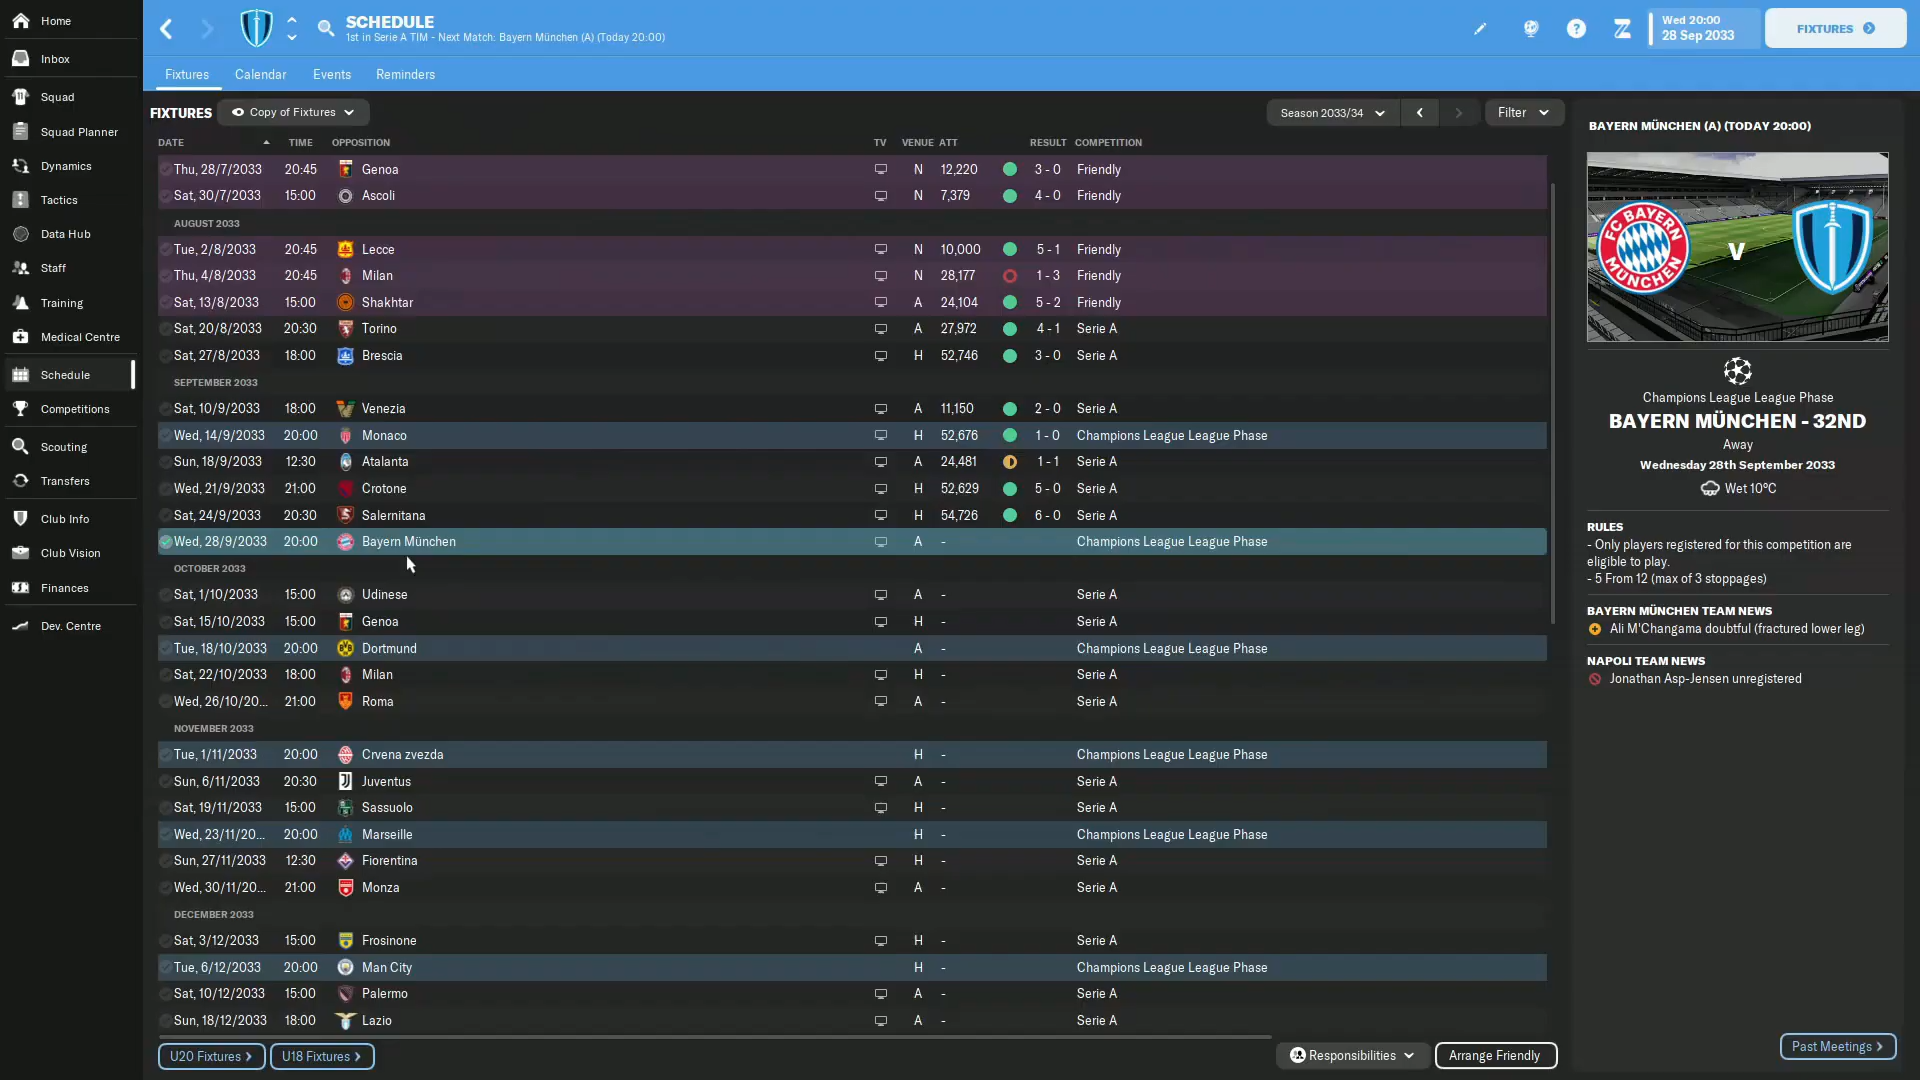 Home
Inbox
Squad
Squad Planner
Dynamics
Tactics
Data Hub
Staff
Training
Medical Centre
Schedule
Competitions
Scouting
Transfers
Club Info
Club Vision
Finances
Dev. Centre
SCHEDULE
1st in Serie A TIM - Next Match: Bayern München (A) (Today 20:00)
Wed 20:00
28 Sep 2033
FIXTURES
Fixtures Calendar Events Reminders
FIXTURES Copy of Fixtures Season 2033/34 Filter
DATE TIME OPPOSITION TV VENUE ATT RESULT COMPETITION
Thu, 28/7/2033 20:45 Genoa N 12,220 3 - 0 Friendly
Sat, 30/7/2033 15:00 Ascoli N 7,379 4 - 0 Friendly
AUGUST 2033
Tue, 2/8/2033 20:45 Lecce N 10,000 5 - 1 Friendly
Thu, 4/8/2033 20:45 Milan N 28,177 1 - 3 Friendly
Sat, 13/8/2033 15:00 Shakhtar A 24,104 5 - 2 Friendly
Sat, 20/8/2033 20:30 Torino A 27,972 4 - 1 Serie A
Sat, 27/8/2033 18:00 Brescia H 52,746 3 - 0 Serie A
SEPTEMBER 2033
Sat, 10/9/2033 18:00 Venezia A 11,150 2 - 0 Serie A
Wed, 14/9/2033 20:00 Monaco H 52,676 1 - 0 Champions League League Phase
Sun, 18/9/2033 12:30 Atalanta A 24,481 1 - 1 Serie A
Wed, 21/9/2033 21:00 Crotone H 52,629 5 - 0 Serie A
Sat, 24/9/2033 20:30 Salernitana H 54,726 6 - 0 Serie A
Wed, 28/9/2033 20:00 Bayern München A - Champions League League Phase
OCTOBER 2033
Sat, 1/10/2033 15:00 Udinese A - Serie A
Sat, 15/10/2033 15:00 Genoa H - Serie A
Tue, 18/10/2033 20:00 Dortmund A - Champions League League Phase
Sat, 22/10/2033 18:00 Milan H - Serie A
Wed, 26/10/20... 21:00 Roma A - Serie A
NOVEMBER 2033
Tue, 1/11/2033 20:00 Crvena zvezda H - Champions League League Phase
Sun, 6/11/2033 20:30 Juventus A - Serie A
Sat, 19/11/2033 15:00 Sassuolo H - Serie A
Wed, 23/11/20... 20:00 Marseille H - Champions League League Phase
Sun, 27/11/2033 12:30 Fiorentina H - Serie A
Wed, 30/11/20... 21:00 Monza A - Serie A
DECEMBER 2033
Sat, 3/12/2033 15:00 Frosinone H - Serie A
Tue, 6/12/2033 20:00 Man City H - Champions League League Phase
Sat, 10/12/2033 15:00 Palermo A - Serie A
Sun, 18/12/2033 18:00 Lazio A - Serie A
U20 Fixtures U18 Fixtures Responsibilities Arrange Friendly
BAYERN MÜNCHEN (A) (TODAY 20:00)
FC BAYERN
MÜNCHEN
V
Champions League League Phase
BAYERN MÜNCHEN - 32ND
Away
Wednesday 28th September 2033
Wet 10°C
RULES
- Only players registered for this competition are
eligible to play.
- 5 From 12 (max of 3 stoppages)
BAYERN MÜNCHEN TEAM NEWS
Ali M'Changama doubtful (fractured lower leg)
NAPOLI TEAM NEWS
Jonathan Asp-Jensen unregistered
Past Meetings